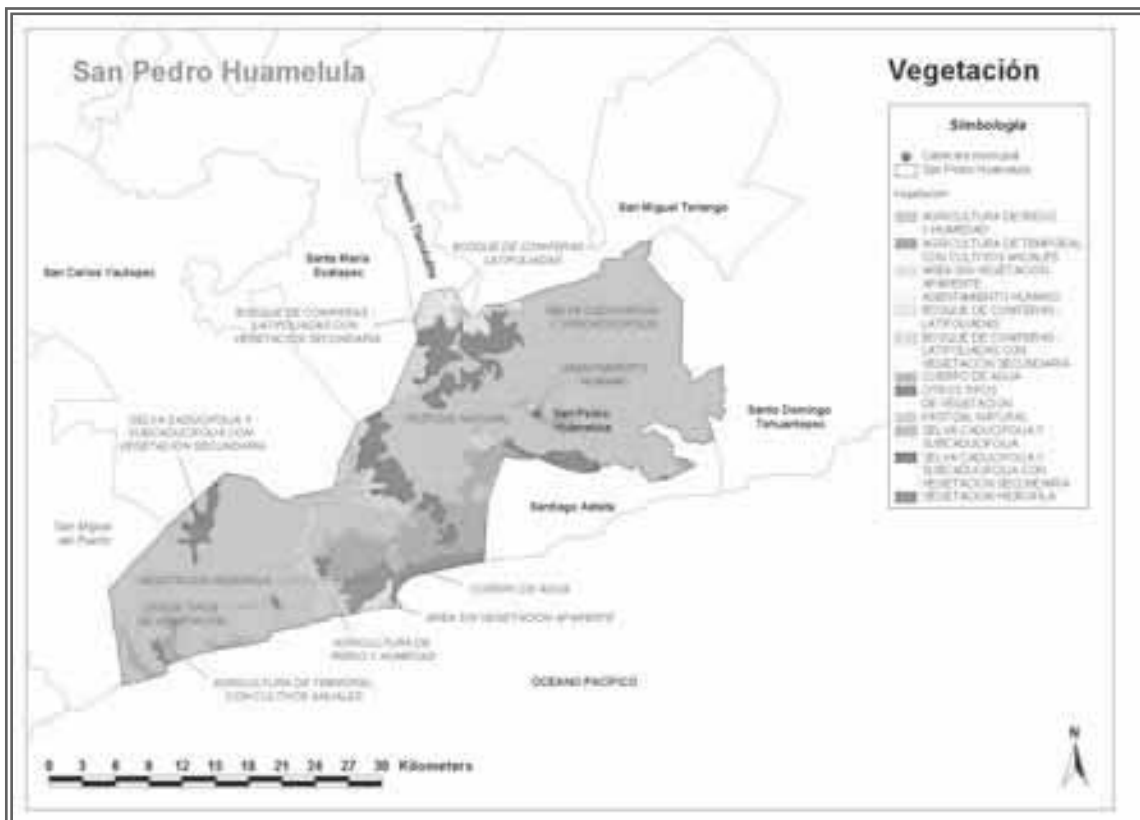 San Pedro Huamelula
Vegetación
Simbología
Cabecera municipal
San Pedro Huamelula
Vegetación
AGRICULTURA DE RIEGO
Y HUMEDAD
AGRICULTURA DE TEMPORAL
CON CULTIVOS ANUALES
AREA SIN VEGETACION
APARENTE
ASENTAMIENTO HUMANO
BOSQUE DE CONIFERAS -
LATIFOLIADAS
BOSQUE DE CONIFERAS -
LATIFOLIADAS CON
VEGETACION SECUNDARIA
CUERPO DE AGUA
OTROS TIPOS
DE VEGETACION
PASTIZAL NATURAL
SELVA CADUCIFOLIA Y
SUBCADUCIFOLIA
SELVA CADUCIFOLIA Y
SUBCADUCIFOLIA CON
VEGETACION SECUNDARIA
VEGETACION HIDROFILA
San Miguel Tenango
BOSQUE DE CONIFERAS -
LATIFOLIADAS
Santa María
Ecatepec
San Carlos Yautepec
BOSQUE DE CONIFERAS -
LATIFOLIADAS CON
VEGETACION SECUNDARIA
SELVA CADUCIFOLIA
Y SUBCADUCIFOLIA
ASENTAMIENTO
HUMANO
San Pedro
Huamelula
PASTIZAL NATURAL
Santo Domingo
Tehuantepec
SELVA CADUCIFOLIA Y
SUBCADUCIFOLIA CON
VEGETACION SECUNDARIA
Santiago Astata
San Miguel
del Puerto
VEGETACION HIDROFILA
CUERPO DE AGUA
OTROS TIPOS
DE VEGETACION
AREA SIN VEGETACION APARENTE
AGRICULTURA DE
RIEGO Y HUMEDAD
AGRICULTURA DE TEMPORAL
CON CULTIVOS ANUALES
OCEANO PACÍFICO
N
0 3 6 9 12 15 18 21 24 27 30 Kilometers